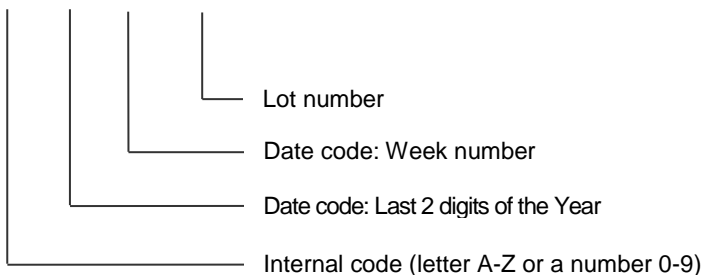 Lot number
Date code: Week number
Date code: Last 2 digits of the Year
Internal code (letter A-Z or a number 0-9)